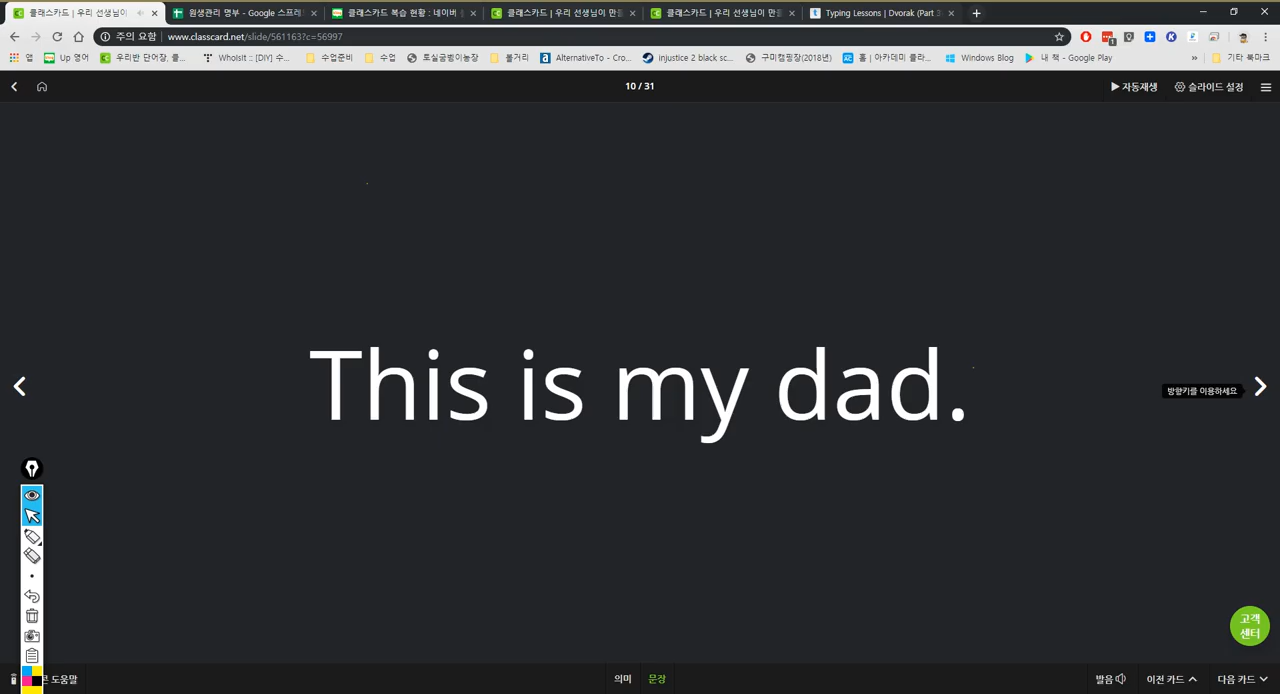 클래스카드 | 우리 선생님이
원생관리 명부 - Google 스프레
클래스카드 복습 현황 : 네이버
클래스카드 | 우리 선생님이 만든
클래스카드 | 우리 선생님이 만든
Typing Lessons | Dvorak (Part 3
주의 요함 www.classcard.net/slide/561163?c=56997
앱 Up 영어 우리반 단어장, 클... WhoIst :: [DIY] 수... 수업준비 수업 토실굼벵이농장 볼거리 AlternativeTo - Cro... injustice 2 black sc... 구미캠핑장(2018년) 홈 | 아카데미 클라... Windows Blog 내 책 - Google Play » 기타 북마크
10 / 31
자동재생 슬라이드 설정
This is my dad.
방향키를 이용하세요
고객
센터
도움말 의미 문장 발음 이전 카드 다음 카드